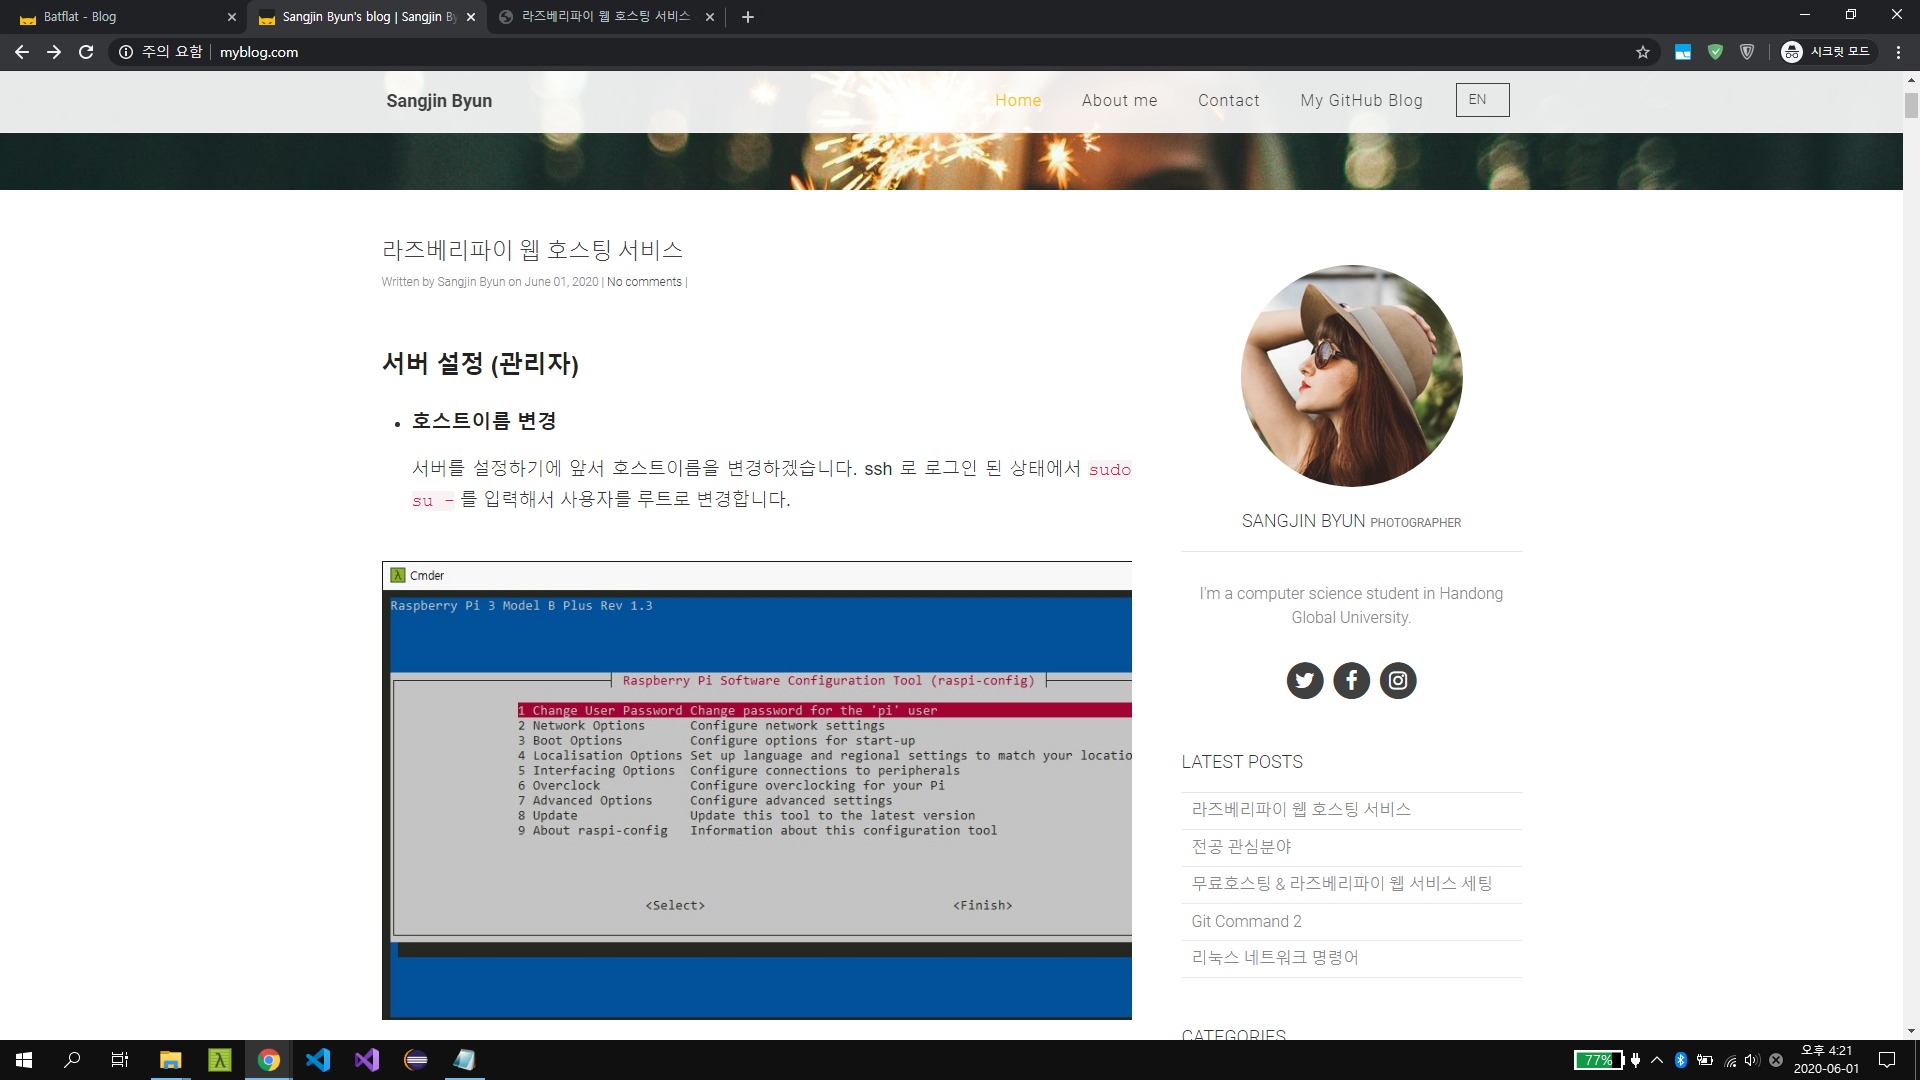 Batflat - Blog
Sangjin Byun's blog | Sangjin By
라즈베리파이 웹 호스팅 서비스
주의 요함
myblog.com
시크릿 모드
Sangjin Byun
Home
About me
Contact
My GitHub Blog
EN
라즈베리파이 웹 호스팅 서비스
Written by Sangjin Byun on June 01, 2020 | No comments |
서버 설정 (관리자)
호스트이름 변경
서버를 설정하기에 앞서 호스트이름을 변경하겠습니다. ssh 로 로그인 된 상태에서 sudo
su - 를 입력해서 사용자를 루트로 변경합니다.
Cmder
Raspberry Pi 3 Model B Plus Rev 1.3
Raspberry Pi Software Configuration Tool (raspi-config)
1 Change User Password Change password for the 'pi' user
2 Network Options Configure network settings
3 Boot Options Configure options for start-up
4 Localisation Options Set up language and regional settings to match your locatio
5 Interfacing Options Configure connections to peripherals
6 Overclock Configure overclocking for your Pi
7 Advanced Options Configure advanced settings
8 Update Update this tool to the latest version
9 About raspi-config Information about this configuration tool
<Select>
<Finish>
SANGJIN BYUN PHOTOGRAPHER
I'm a computer science student in Handong
Global University.
LATEST POSTS
라즈베리파이 웹 호스팅 서비스
전공 관심분야
무료호스팅 & 라즈베리파이 웹 서비스 세팅
Git Command 2
리눅스 네트워크 명령어
CATEGORIES
77%
오후 4:21
2020-06-01